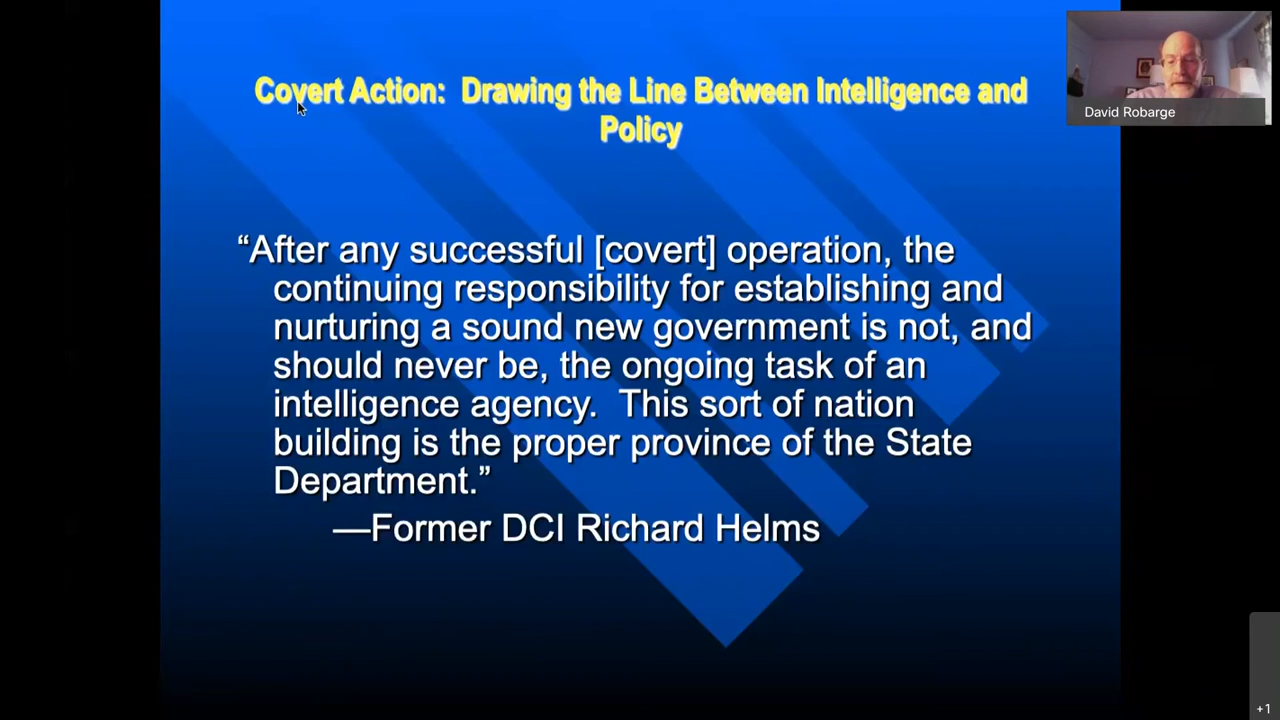 Covert Action:  Drawing the Line Between Intelligence and
Policy
David Robarge
“After any successful [covert] operation, the
continuing responsibility for establishing and
nurturing a sound new government is not, and
should never be, the ongoing task of an
intelligence agency.  This sort of nation
building is the proper province of the State
Department.”
—Former DCI Richard Helms
+1